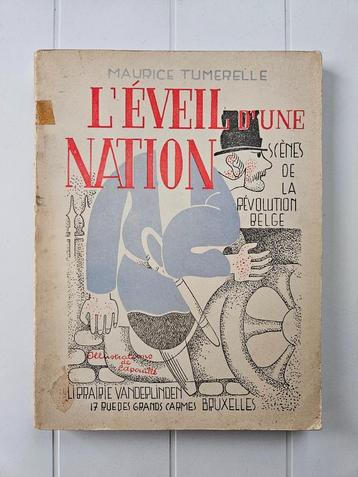 MAURICE TUMERELLE
L'ÉVEIL D'UNE
NATION
SCÈNES
DE
LA
RÉVOLUTION
BELGE
Illustrations
de
LIBRAIRIE VANDERLINDEN
17 RUE DES GRANDS CARMES BRUXELLES